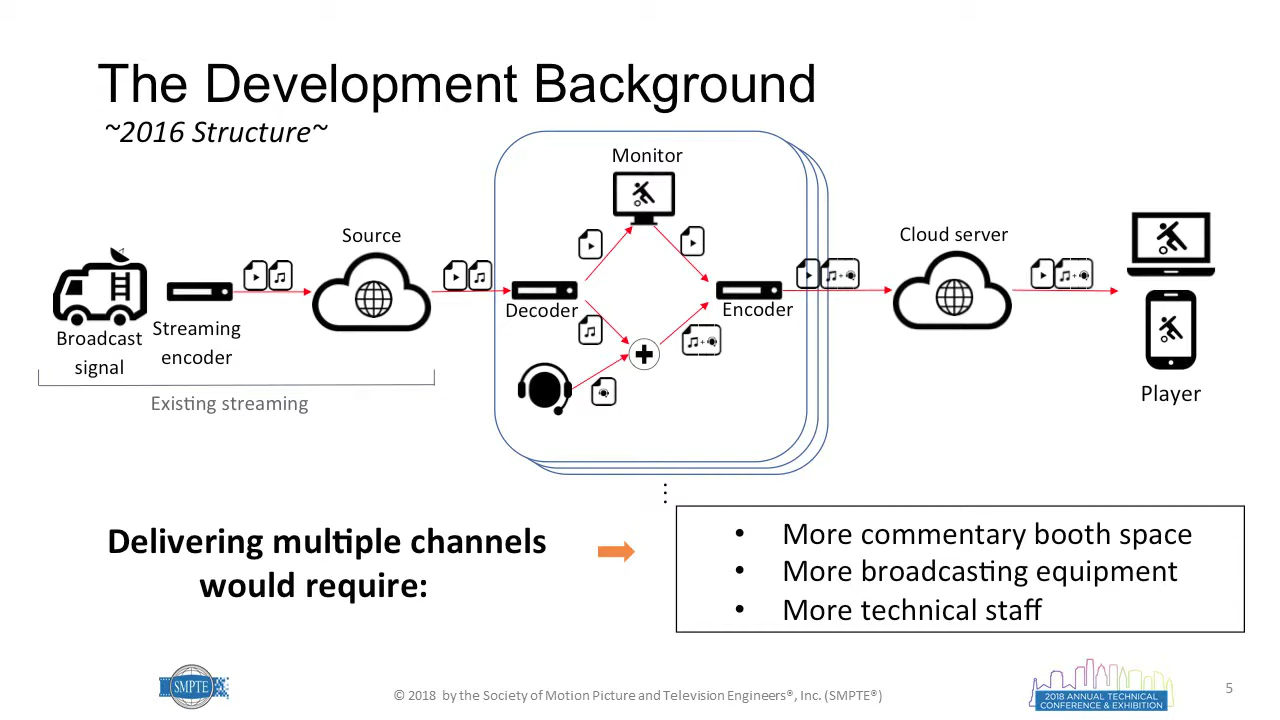 The Development Background
~2016 Structure~
Monitor
Source
Cloud server
Decoder
Encoder
Broadcast
signal
Streaming
encoder
Player
Existing streaming
Delivering multiple channels
would require:
• More commentary booth space
• More broadcasting equipment
• More technical staff
SMPTE
© 2018 by the Society of Motion Picture and Television Engineers®, Inc. (SMPTE®)
2018 ANNUAL TECHNICAL
CONFERENCE & EXHIBITION
5